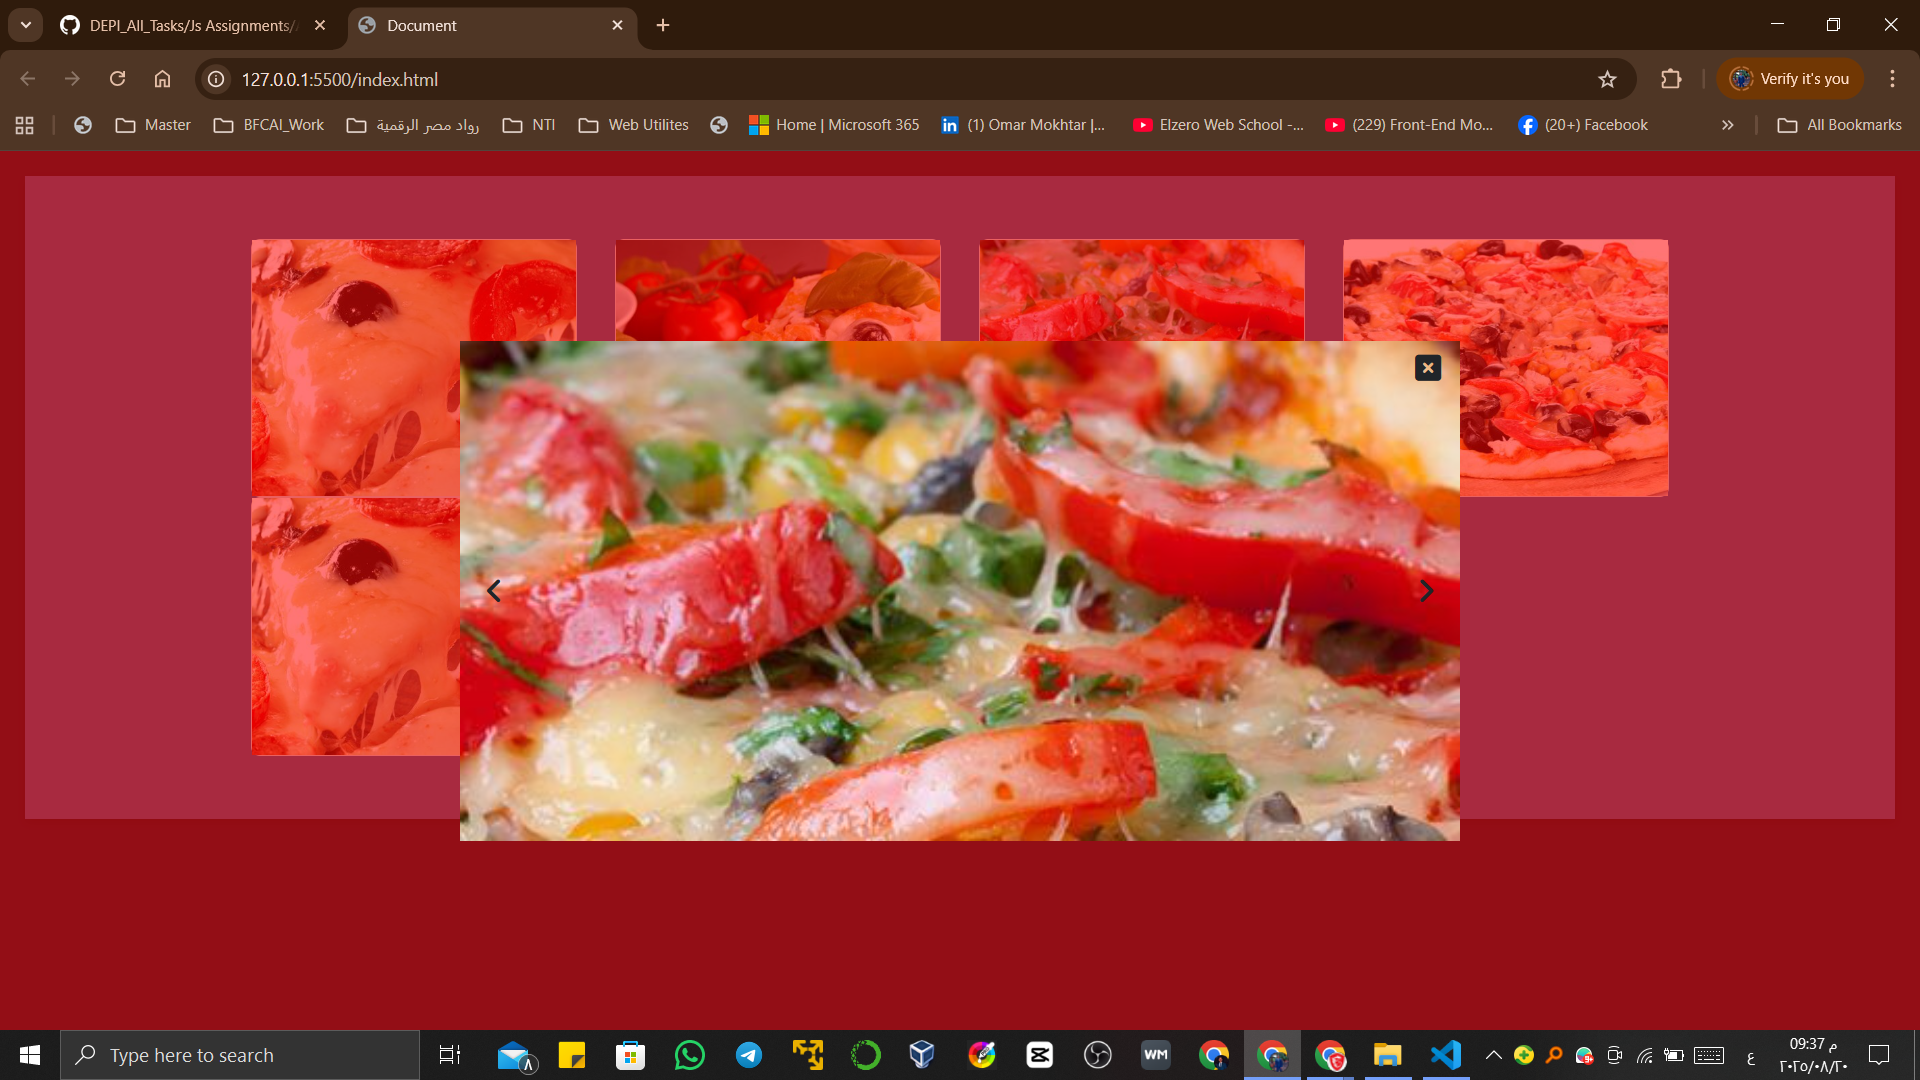 DEPI_All_Tasks/Js Assignments/
Document
127.0.0.1:5500/index.html
Verify it's you
Master
BFCAI_Work
رواد مصر الرقمية
NTI
Web Utilites
Home | Microsoft 365
(1) Omar Mokhtar |...
Elzero Web School -...
(229) Front-End Mo...
(20+) Facebook
All Bookmarks
Type here to search
WM
ع
09:37 م
٢٠٢٥/٠٨/٢٠